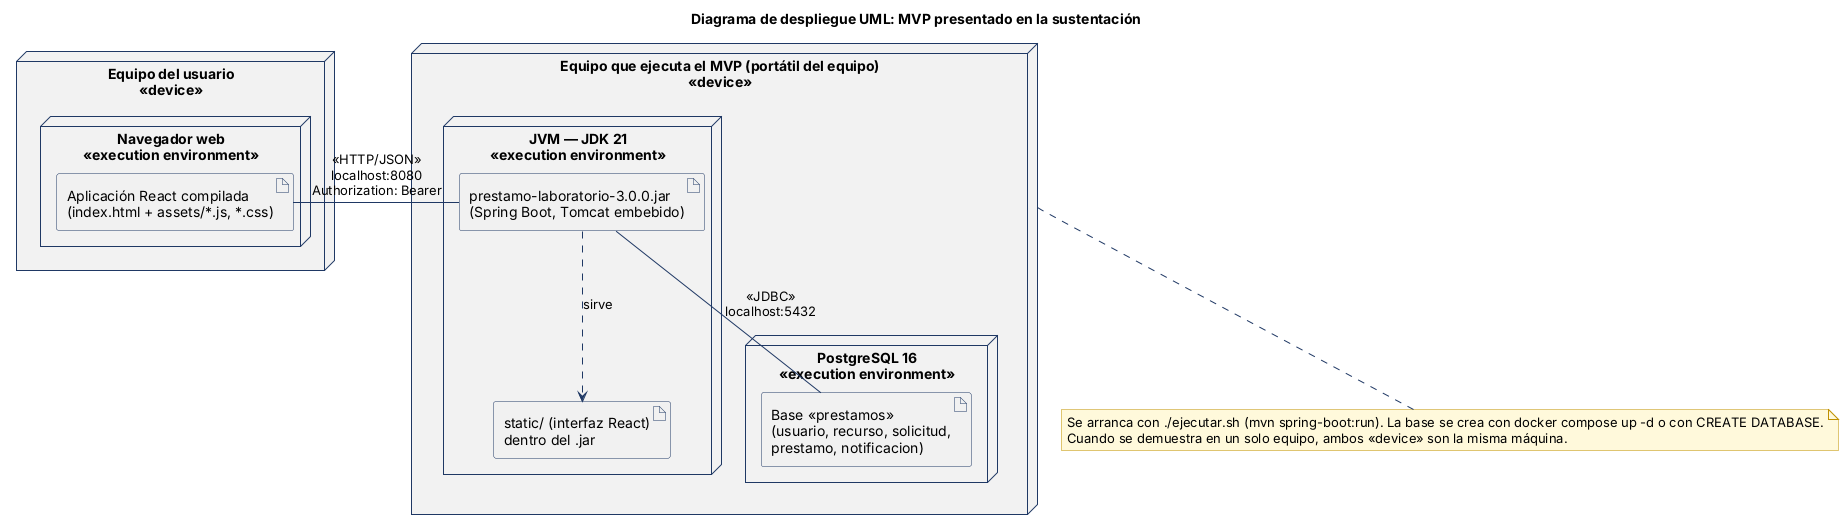 Diagrama de despliegue UML: MVP presentado en la sustentación
Equipo del usuario
«device»
Navegador web
«execution environment»
Aplicación React compilada
(index.html + assets/*.js, *.css)
«HTTP/JSON»
localhost:8080
Authorization: Bearer
Equipo que ejecuta el MVP (portátil del equipo)
«device»
JVM — JDK 21
«execution environment»
prestamo-laboratorio-3.0.0.jar
(Spring Boot, Tomcat embebido)
sirve
static/ (interfaz React)
dentro del .jar
«JDBC»
localhost:5432
PostgreSQL 16
«execution environment»
Base «prestamos»
(usuario, recurso, solicitud,
prestamo, notificacion)
Se arranca con ./ejecutar.sh (mvn spring-boot:run). La base se crea con docker compose up -d o con CREATE DATABASE.
Cuando se demuestra en un solo equipo, ambos «device» son la misma máquina.